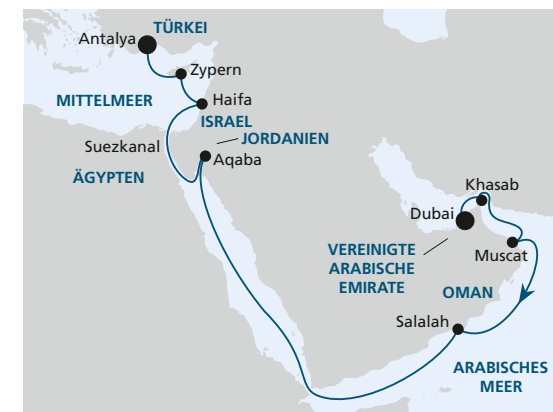 TÜRKEI
Antalya
Zypern
MITTELMEER
Haifa
ISRAEL
JORDANIEN
Suezkanal
Aqaba
ÄGYPTEN
Khasab
Dubai
VEREINIGTE
ARABISCHE
EMIRATE
Muscat
OMAN
Salalah
ARABISCHES
MEER